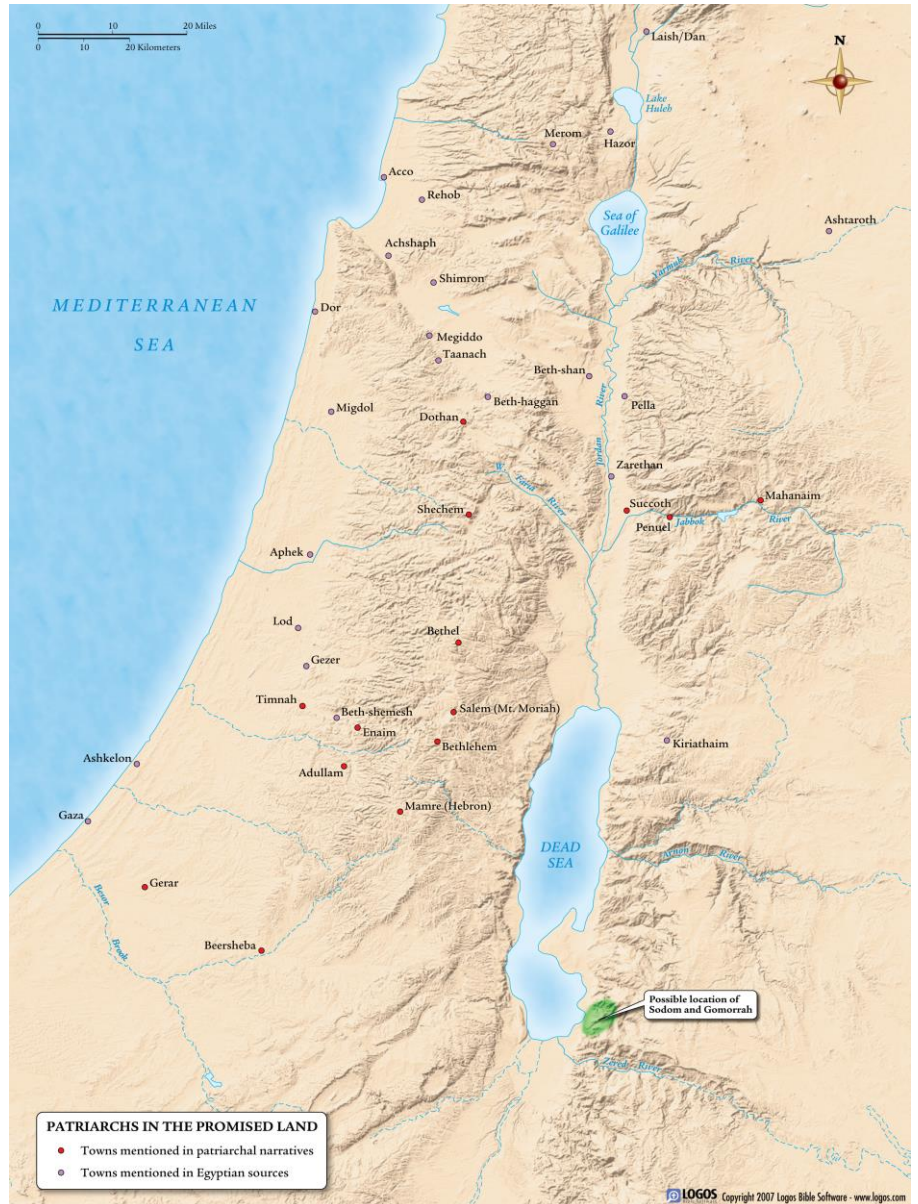 0 10 20 Miles
0 10 20 Kilometers
N
Laish/Dan
Lake
Huleh
Merom
Hazor
Acco
Rehob
Sea of
Galilee
Ashtaroth
Achshaph
Yarmuk River
Shimron
MEDITERRANEAN
SEA
Dor
Megiddo
Taanach
Beth-shan
Beth-haggan
Pella
Migdol
Dothan
Jordan River
Zarethan
W. Faria River
Succoth
Mahanaim
Shechem
Penuel
Jabbok River
Aphek
Lod
Bethel
Gezer
Timnah
Beth-shemesh
Salem (Mt. Moriah)
Enaim
Bethlehem
Kiriathaim
Ashkelon
Adullam
Mamre (Hebron)
Gaza
DEAD
SEA
Arnon River
Gerar
Besor
Brook
Beersheba
Possible location of
Sodom and Gomorrah
Zered River
PATRIARCHS IN THE PROMISED LAND
Towns mentioned in patriarchal narratives
Towns mentioned in Egyptian sources
LOGOS Copyright 2007 Logos Bible Software - www.logos.com